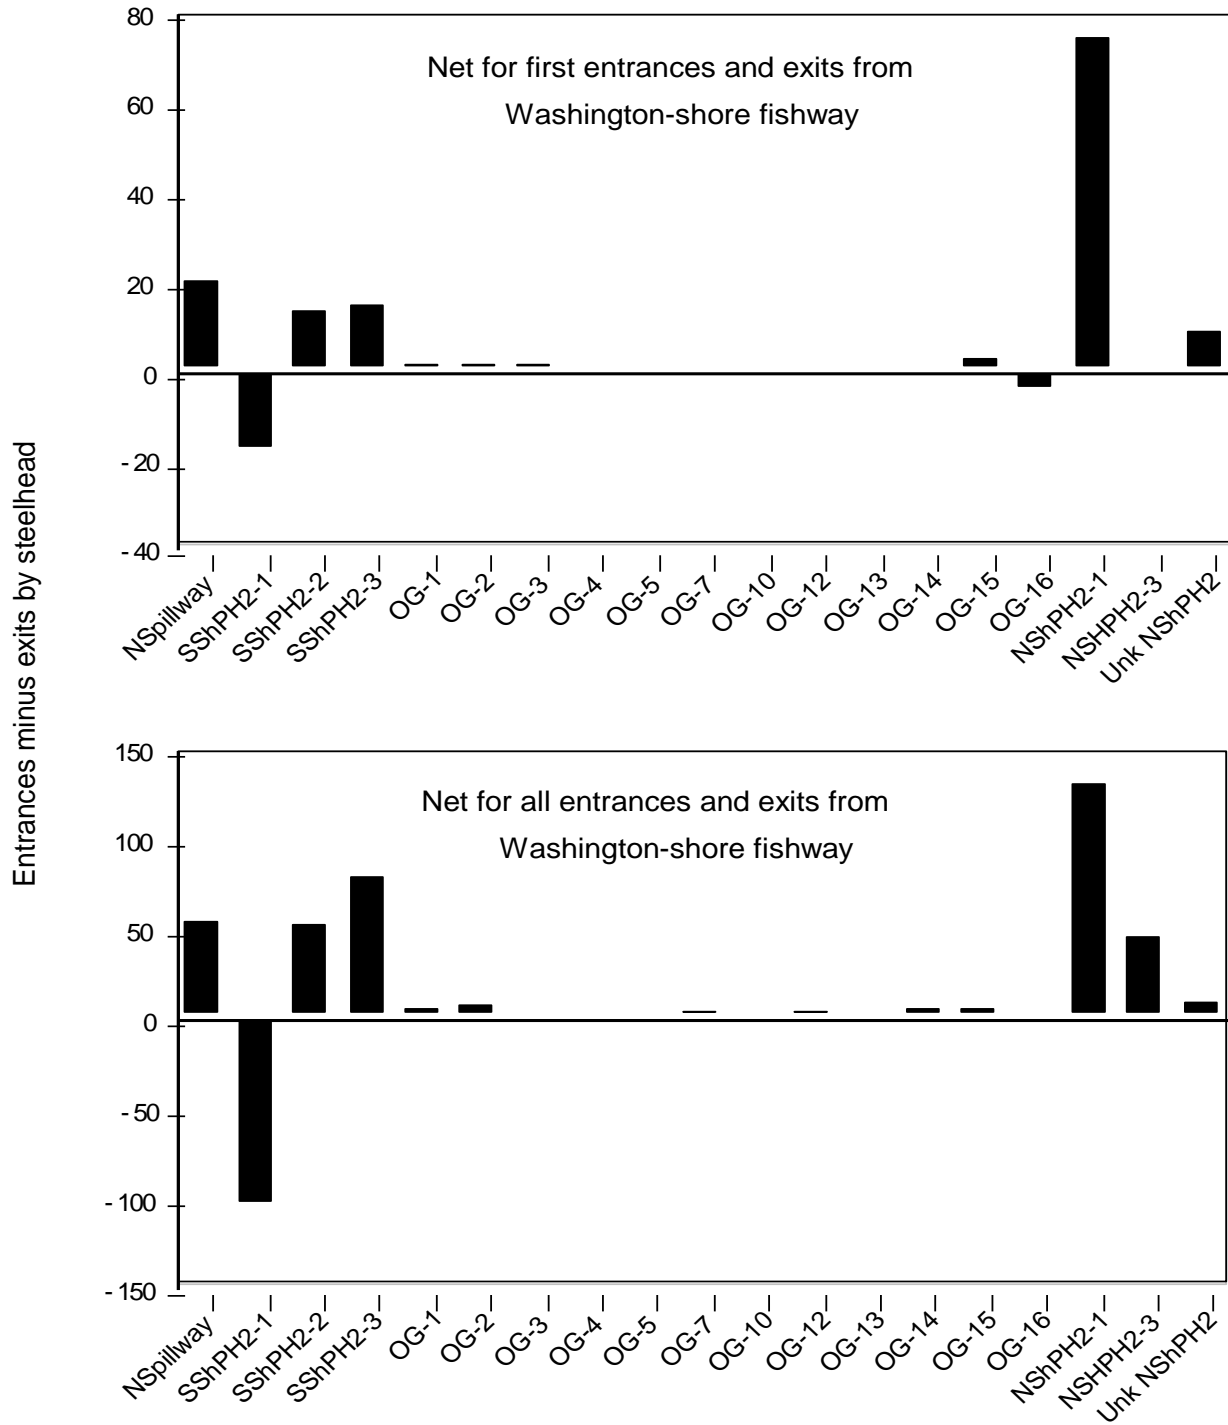 Entrances minus exits by steelhead
80
60
40
20
0
-20
-40
Net for first entrances and exits from
Washington-shore fishway
NSpillway
SShPH2-1
SShPH2-2
SShPH2-3
OG-1
OG-2
OG-3
OG-4
OG-5
OG-7
OG-10
OG-12
OG-13
OG-14
OG-15
OG-16
NShPH2-1
NSHPH2-3
Unk NShPH2
150
100
50
0
-50
-100
-150
Net for all entrances and exits from
Washington-shore fishway
NSpillway
SShPH2-1
SShPH2-2
SShPH2-3
OG-1
OG-2
OG-3
OG-4
OG-5
OG-7
OG-10
OG-12
OG-13
OG-14
OG-15
OG-16
NShPH2-1
NSHPH2-3
Unk NShPH2